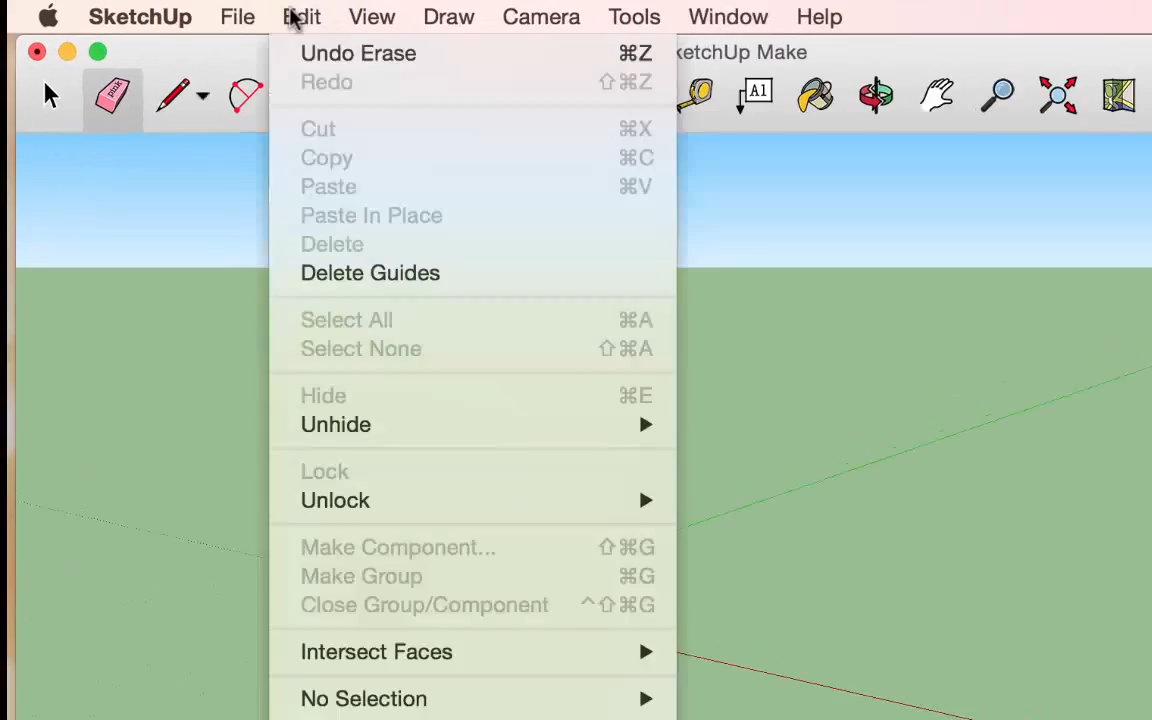 SketchUp File Edit View Draw Camera Tools Window Help
ketchUp Make
pink
A1
Undo Erase ⌘Z
Redo ⇧⌘Z
Cut ⌘X
Copy ⌘C
Paste ⌘V
Paste In Place
Delete
Delete Guides
Select All ⌘A
Select None ⇧⌘A
Hide ⌘E
Unhide
Lock
Unlock
Make Component... ⇧⌘G
Make Group ⌘G
Close Group/Component ^⇧⌘G
Intersect Faces
No Selection